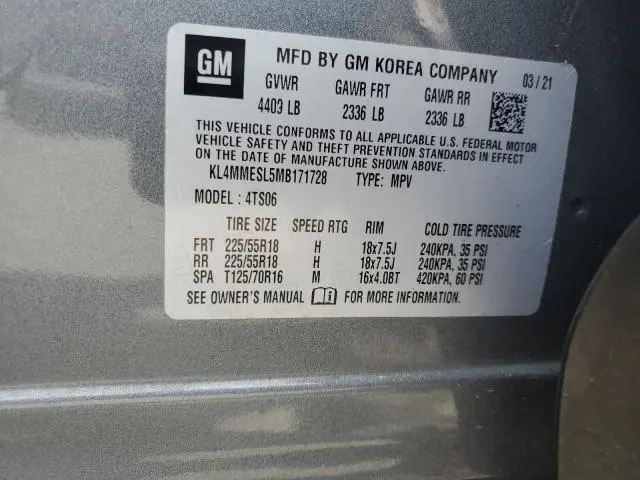 GM MFD BY GM KOREA COMPANY 03/21
GVWR GAWR FRT GAWR RR
4409 LB 2336 LB 2336 LB
THIS VEHICLE CONFORMS TO ALL APPLICABLE U.S. FEDERAL MOTOR
VEHICLE SAFETY AND THEFT PREVENTION STANDARDS IN EFFECT
ON THE DATE OF MANUFACTURE SHOWN ABOVE.
KL4MMESL5MB171728 TYPE: MPV
MODEL : 4TS06
TIRE SIZE SPEED RTG RIM COLD TIRE PRESSURE
FRT 225/55R18 H 18x7.5J 240KPA, 35 PSI
RR 225/55R18 H 18x7.5J 240KPA, 35 PSI
SPA T125/70R16 M 16x4.0BT 420KPA, 60 PSI
SEE OWNER'S MANUAL FOR MORE INFORMATION.